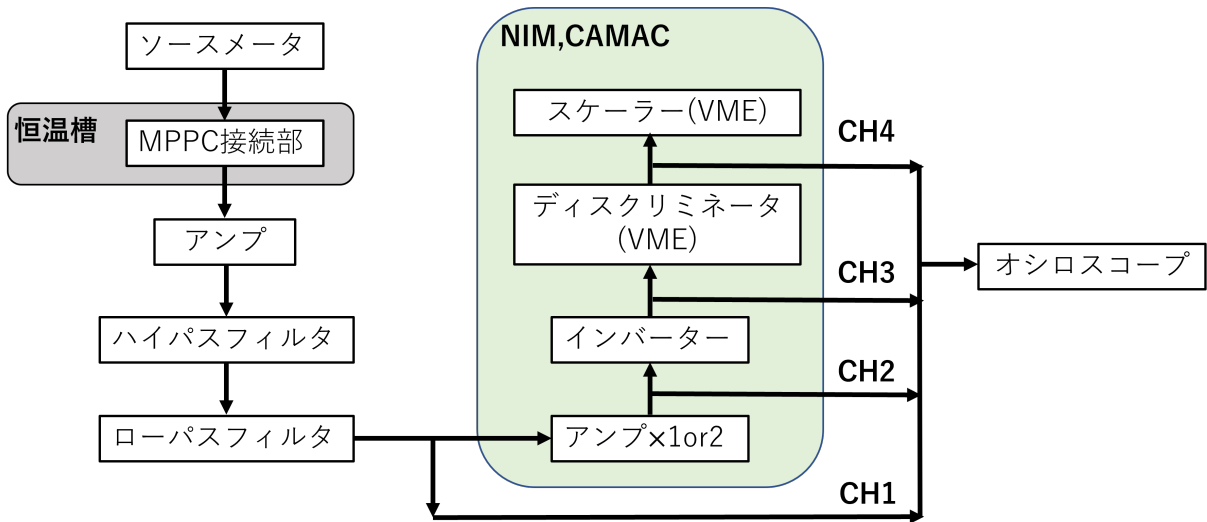 ソースメータ
恒温槽
MPPC接続部
アンプ
ハイパスフィルタ
ローパスフィルタ
NIM,CAMAC
スケーラー(VME)
ディスクリミネータ
(VME)
インバーター
アンプ×1or2
CH4
CH3
CH2
CH1
オシロスコープ